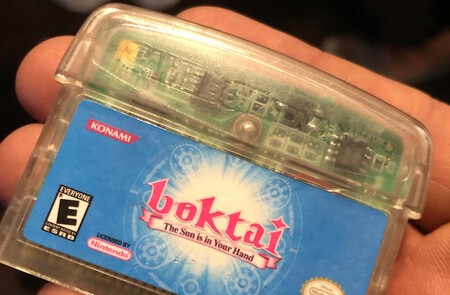 KONAMI
boktai
The Sun is in Your Hand
EVERYONE
E
ESRB
LICENSED BY
Nintendo